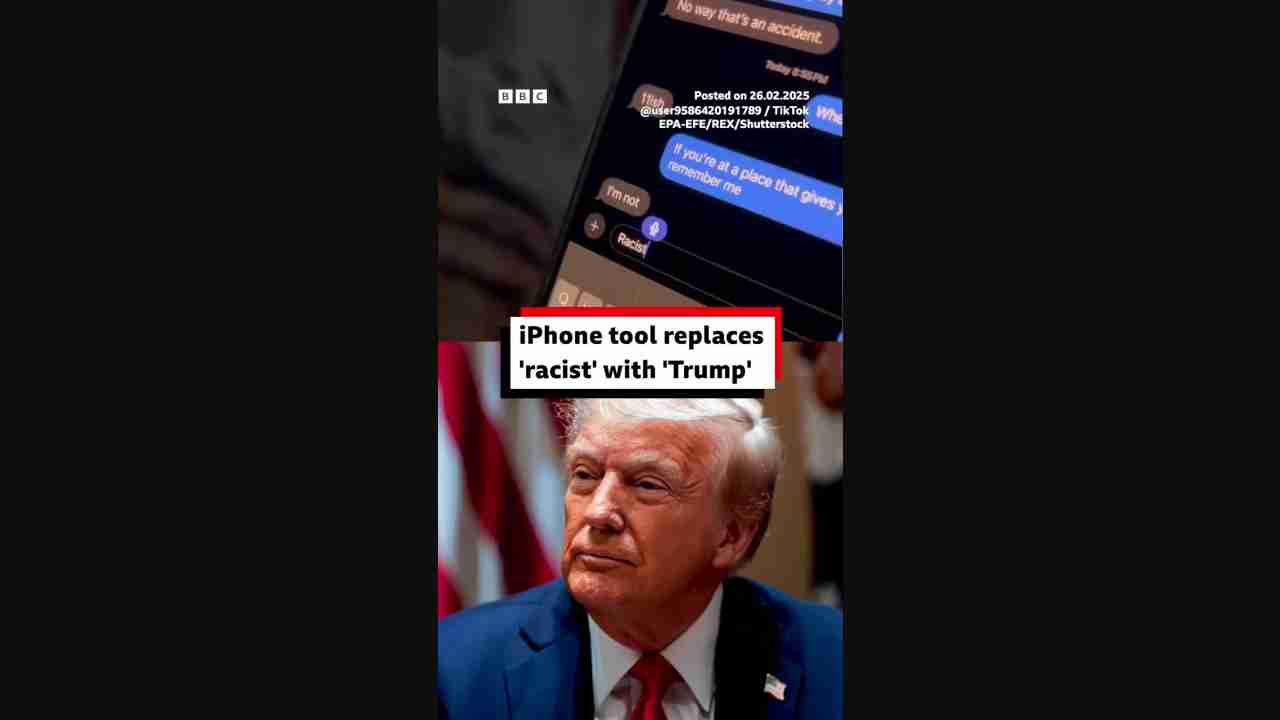 No way that's an accident.
Today 8:55 PM
BBC
Posted on 26.02.2025
11ish
@user9586420191789 / TikTok
Whe
EPA-EFE/REX/Shutterstock
If you're at a place that gives y
remember me
I'm not
+
Racist
Q
iPhone tool replaces
'racist' with 'Trump'